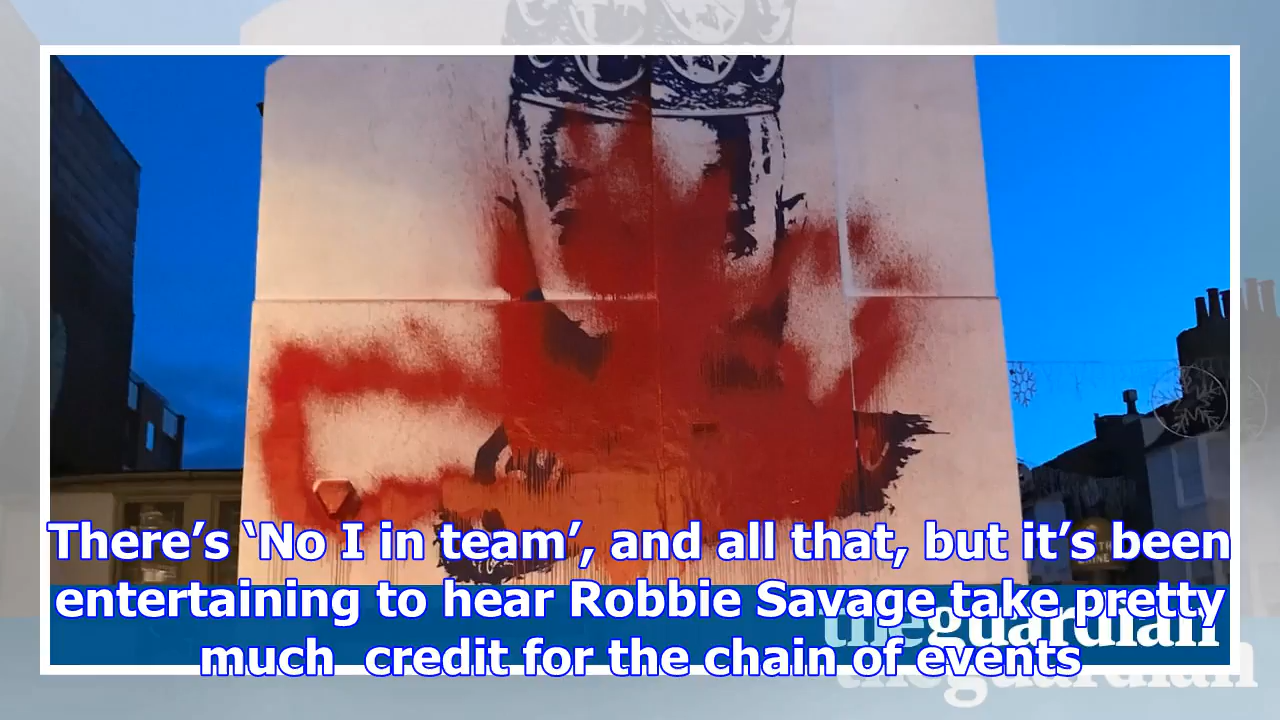 There’s ‘No I in team’, and all that, but it’s been
entertaining to hear Robbie Savage take pretty
much  credit for the chain of events
theguardian
theguardian